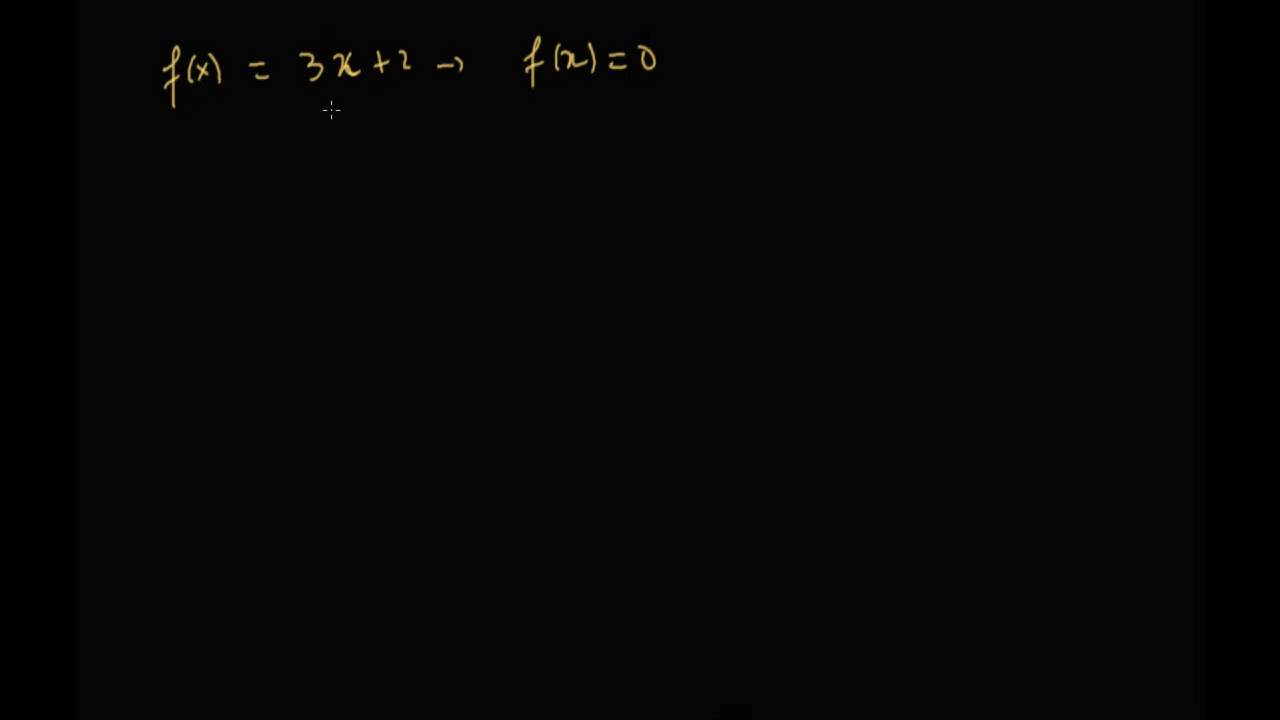 f(x) = 3x+2 → f(x)=0